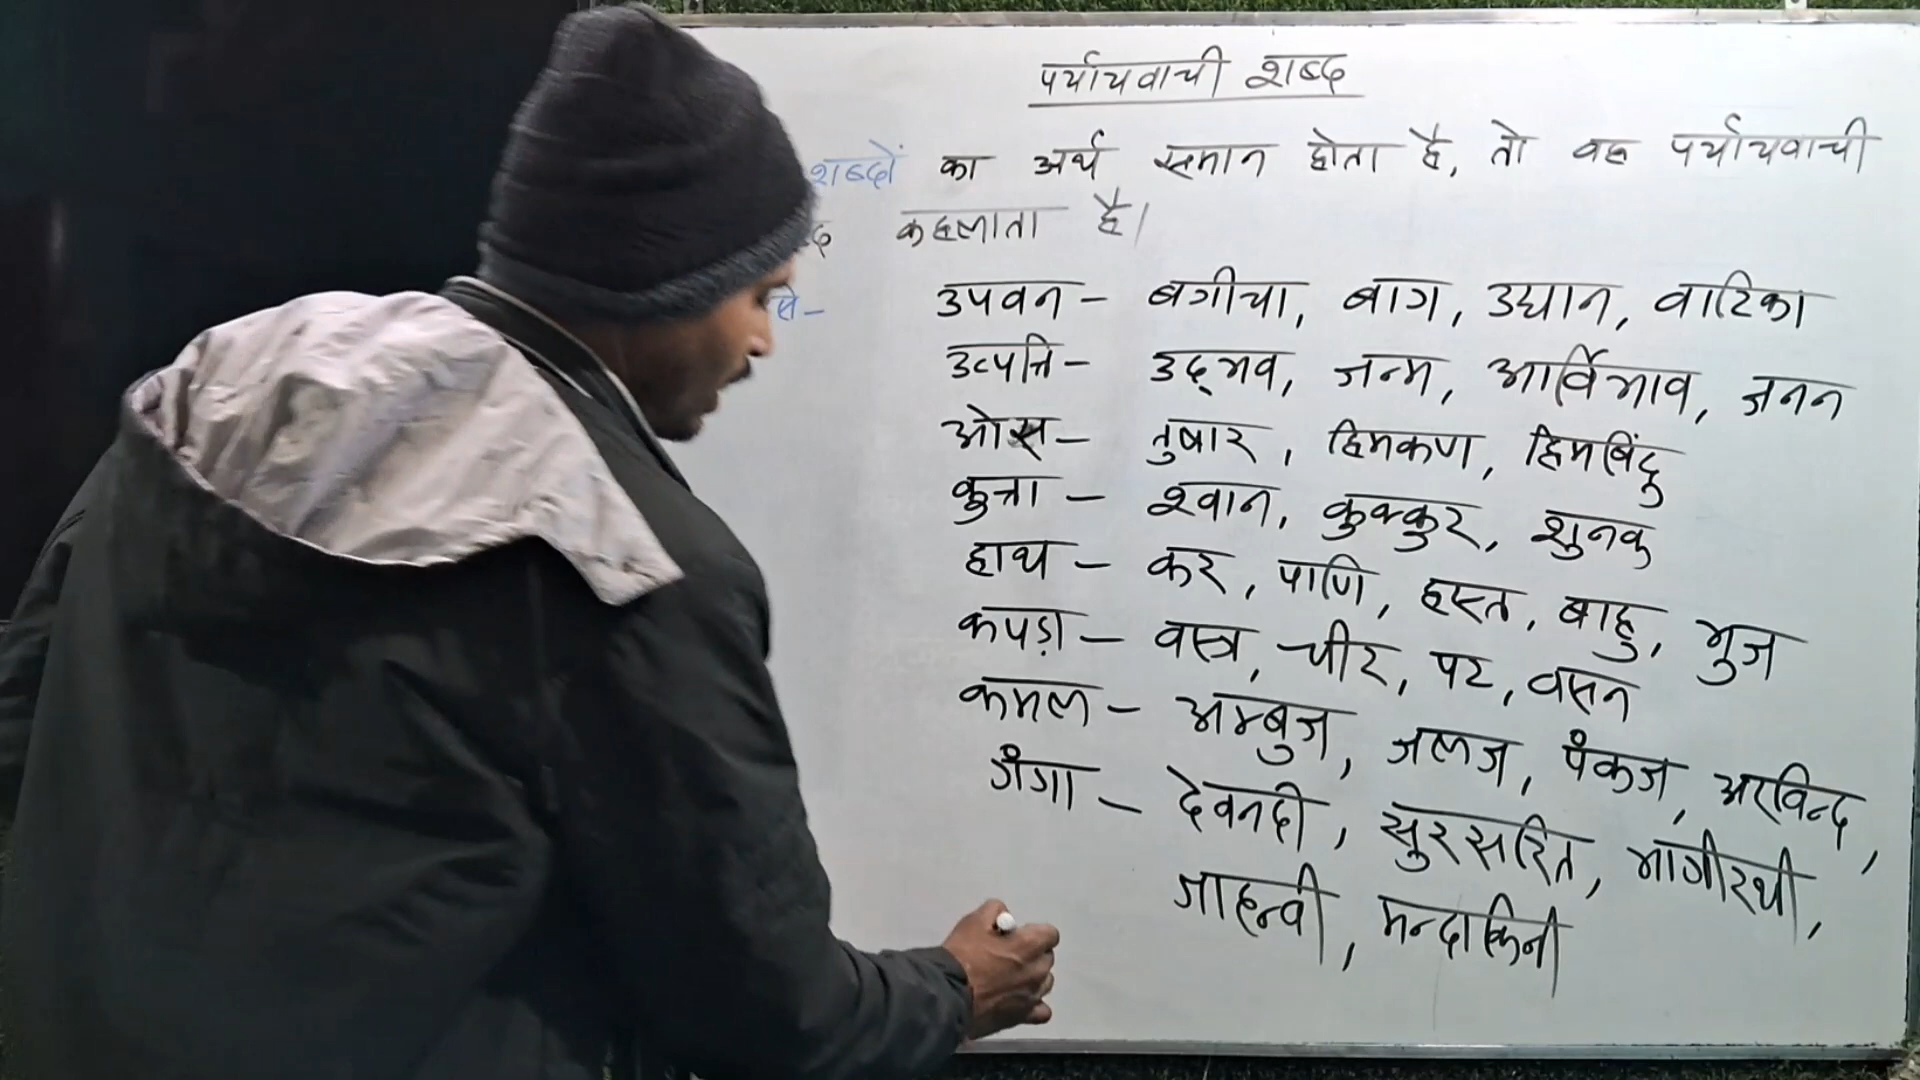 पर्यायवाची शब्द
शब्दों का अर्थ समान होता है, तो वह पर्यायवाची
कहलाता है।
उपवन – बगीचा, बाग, उद्यान, वाटिका
उत्पत्ति – उद्भव, जन्म, आर्विभाव, जनन
ओस – तुषार, हिमकण, हिमबिंदु
कुत्ता – श्वान, कुक्कुर, शुनक
हाथ – कर, पाणि, हस्त, बाहु, भुज
कपड़ा – वस्त्र, चीर, पट, वसन
कमल – अम्बुज, जलज, पंकज, अरविन्द,
गंगा – देवनदी, सुरसरित, भागीरथी,
जाहन्वी, मन्दाकिनी